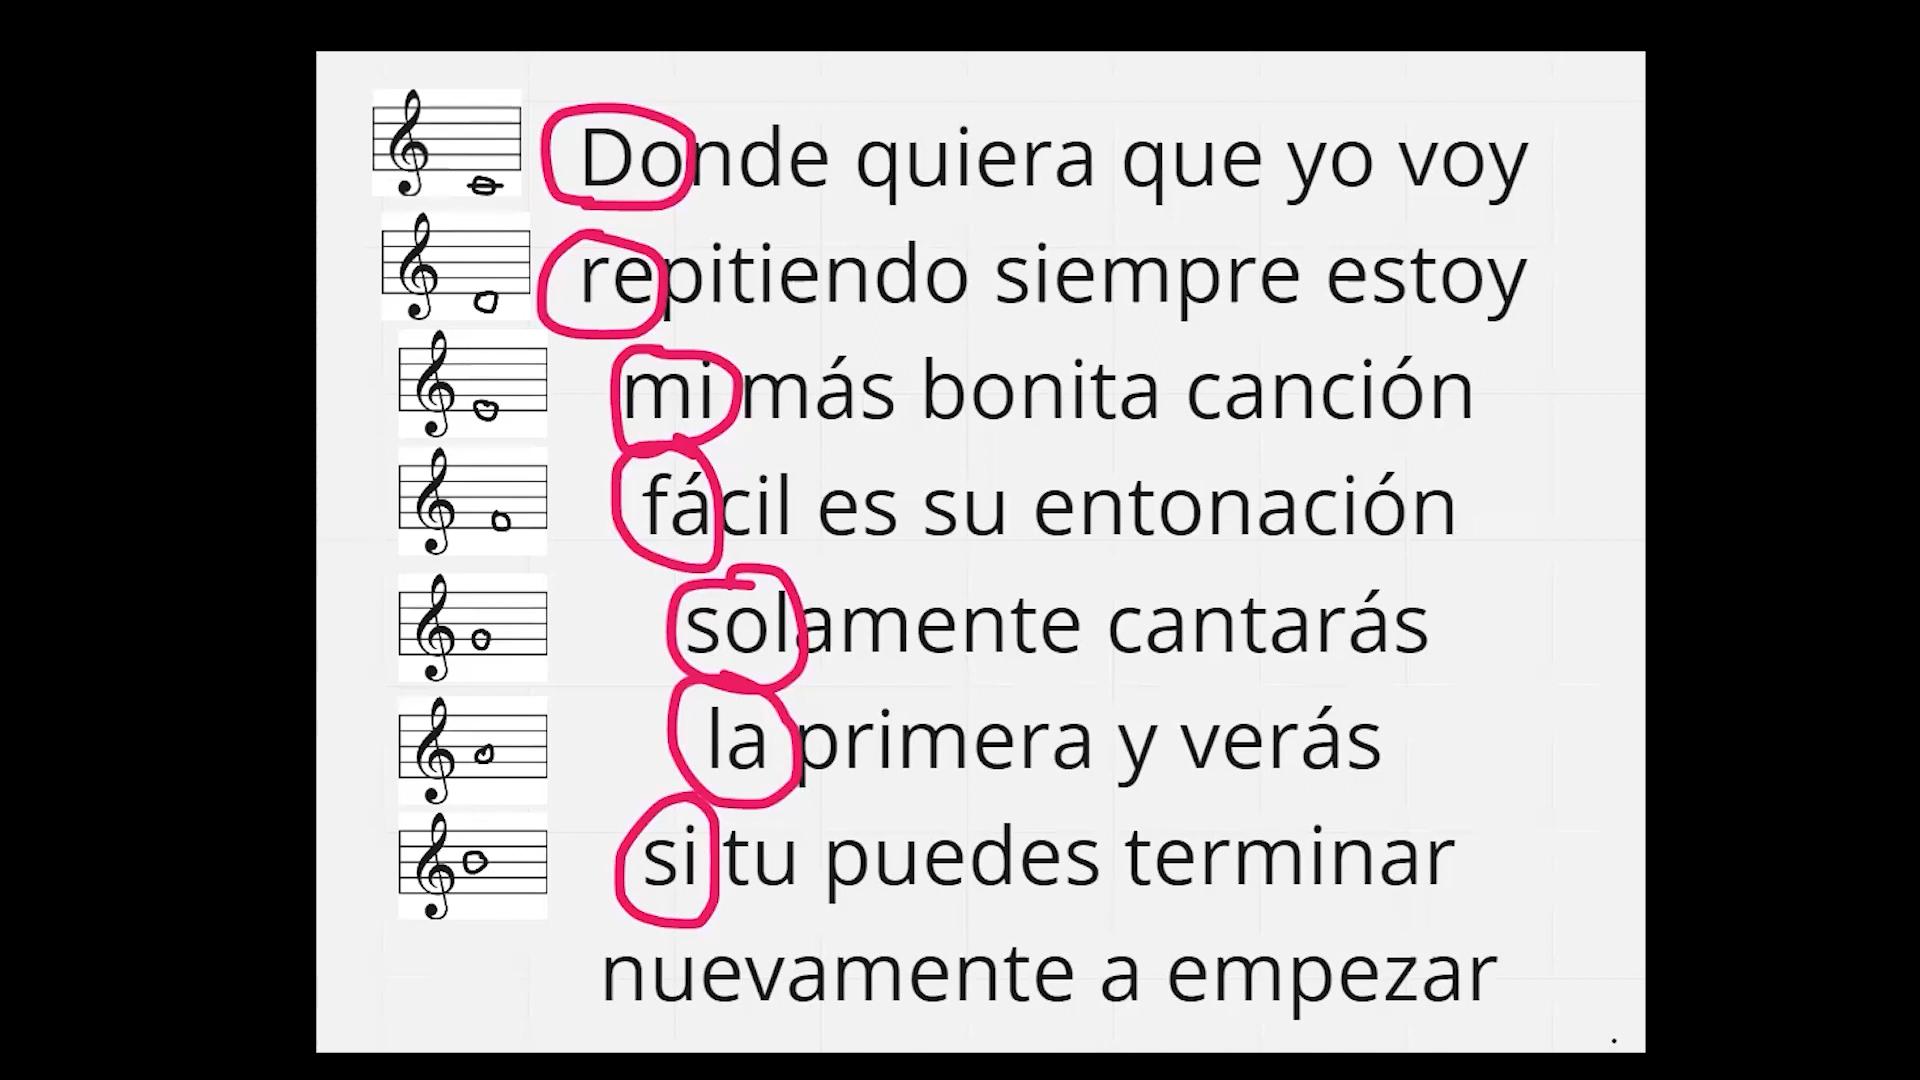 Donde quiera que yo voy
repitiendo siempre estoy
mi más bonita canción
fácil es su entonación
solamente cantarás
la primera y verás
si tu puedes terminar
nuevamente a empezar